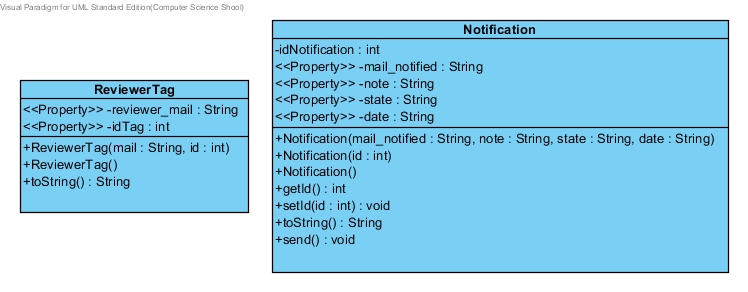 Visual Paradigm for UML Standard Edition(Computer Science Shool)
ReviewerTag
<<Property>> -reviewer_mail : String
<<Property>> -idTag : int
+ReviewerTag(mail : String, id : int)
+ReviewerTag()
+toString() : String
Notification
-idNotification : int
<<Property>> -mail_notified : String
<<Property>> -note : String
<<Property>> -state : String
<<Property>> -date : String
+Notification(mail_notified : String, note : String, state : String, date : String)
+Notification(id : int)
+Notification()
+getId() : int
+setId(id : int) : void
+toString() : String
+send() : void